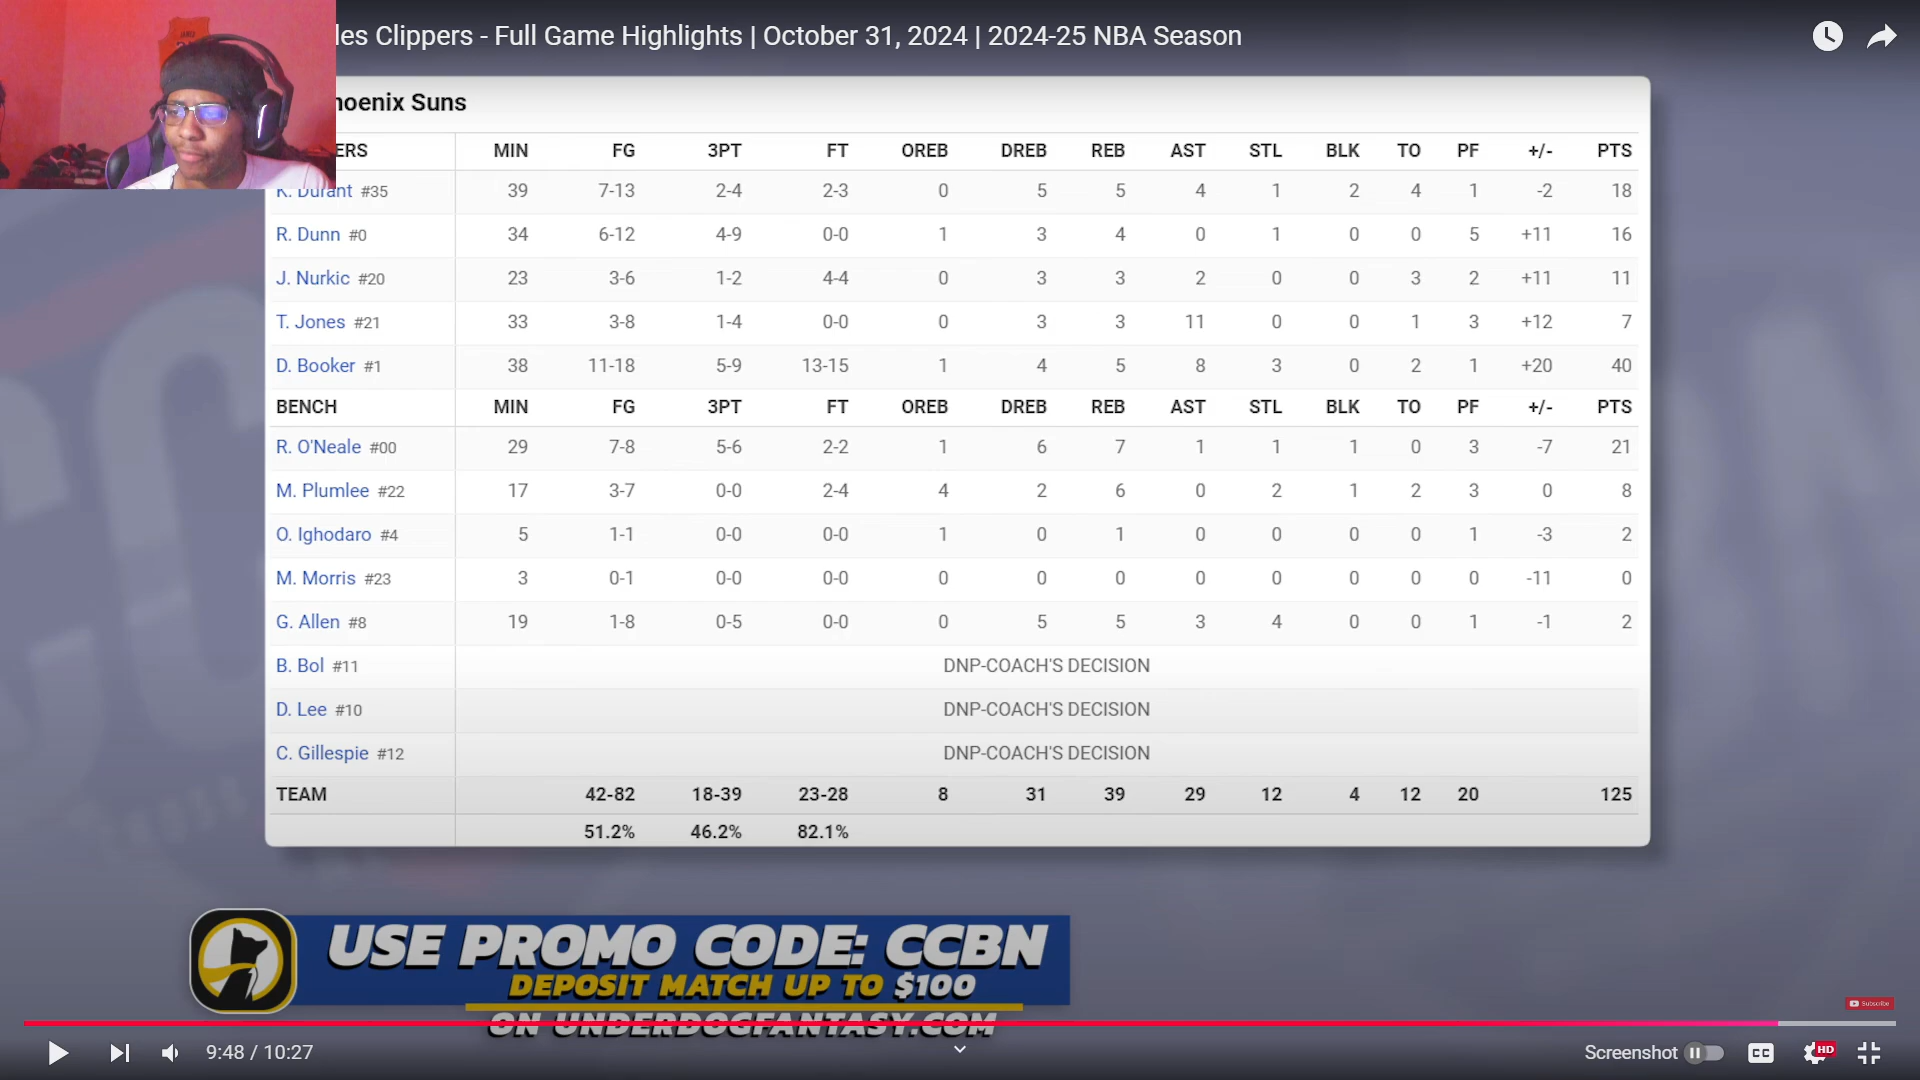 les Clippers - Full Game Highlights | October 31, 2024 | 2024-25 NBA Season
hoenix Suns
ERS MIN FG 3PT FT OREB DREB REB AST STL BLK TO PF +/- PTS
K. Durant #35 39 7-13 2-4 2-3 0 5 5 4 1 2 4 1 -2 18
R. Dunn #0 34 6-12 4-9 0-0 1 3 4 0 1 0 0 5 +11 16
J. Nurkic #20 23 3-6 1-2 4-4 0 3 3 2 0 0 3 2 +11 11
T. Jones #21 33 3-8 1-4 0-0 0 3 3 11 0 0 1 3 +12 7
D. Booker #1 38 11-18 5-9 13-15 1 4 5 8 3 0 2 1 +20 40
BENCH MIN FG 3PT FT OREB DREB REB AST STL BLK TO PF +/- PTS
R. O'Neale #00 29 7-8 5-6 2-2 1 6 7 1 1 1 0 3 -7 21
M. Plumlee #22 17 3-7 0-0 2-4 4 2 6 0 2 1 2 3 0 8
O. Ighodaro #4 5 1-1 0-0 0-0 1 0 1 0 0 0 0 1 -3 2
M. Morris #23 3 0-1 0-0 0-0 0 0 0 0 0 0 0 0 -11 0
G. Allen #8 19 1-8 0-5 0-0 0 5 5 3 4 0 0 1 -1 2
B. Bol #11 DNP-COACH'S DECISION
D. Lee #10 DNP-COACH'S DECISION
C. Gillespie #12 DNP-COACH'S DECISION
TEAM 42-82 18-39 23-28 8 31 39 29 12 4 12 20 125
51.2% 46.2% 82.1%
USE PROMO CODE: CCBN
DEPOSIT MATCH UP TO $100
ON UNDERDOGFANTASY.COM
Subscribe
9:48 / 10:27
Screenshot
CC
HD